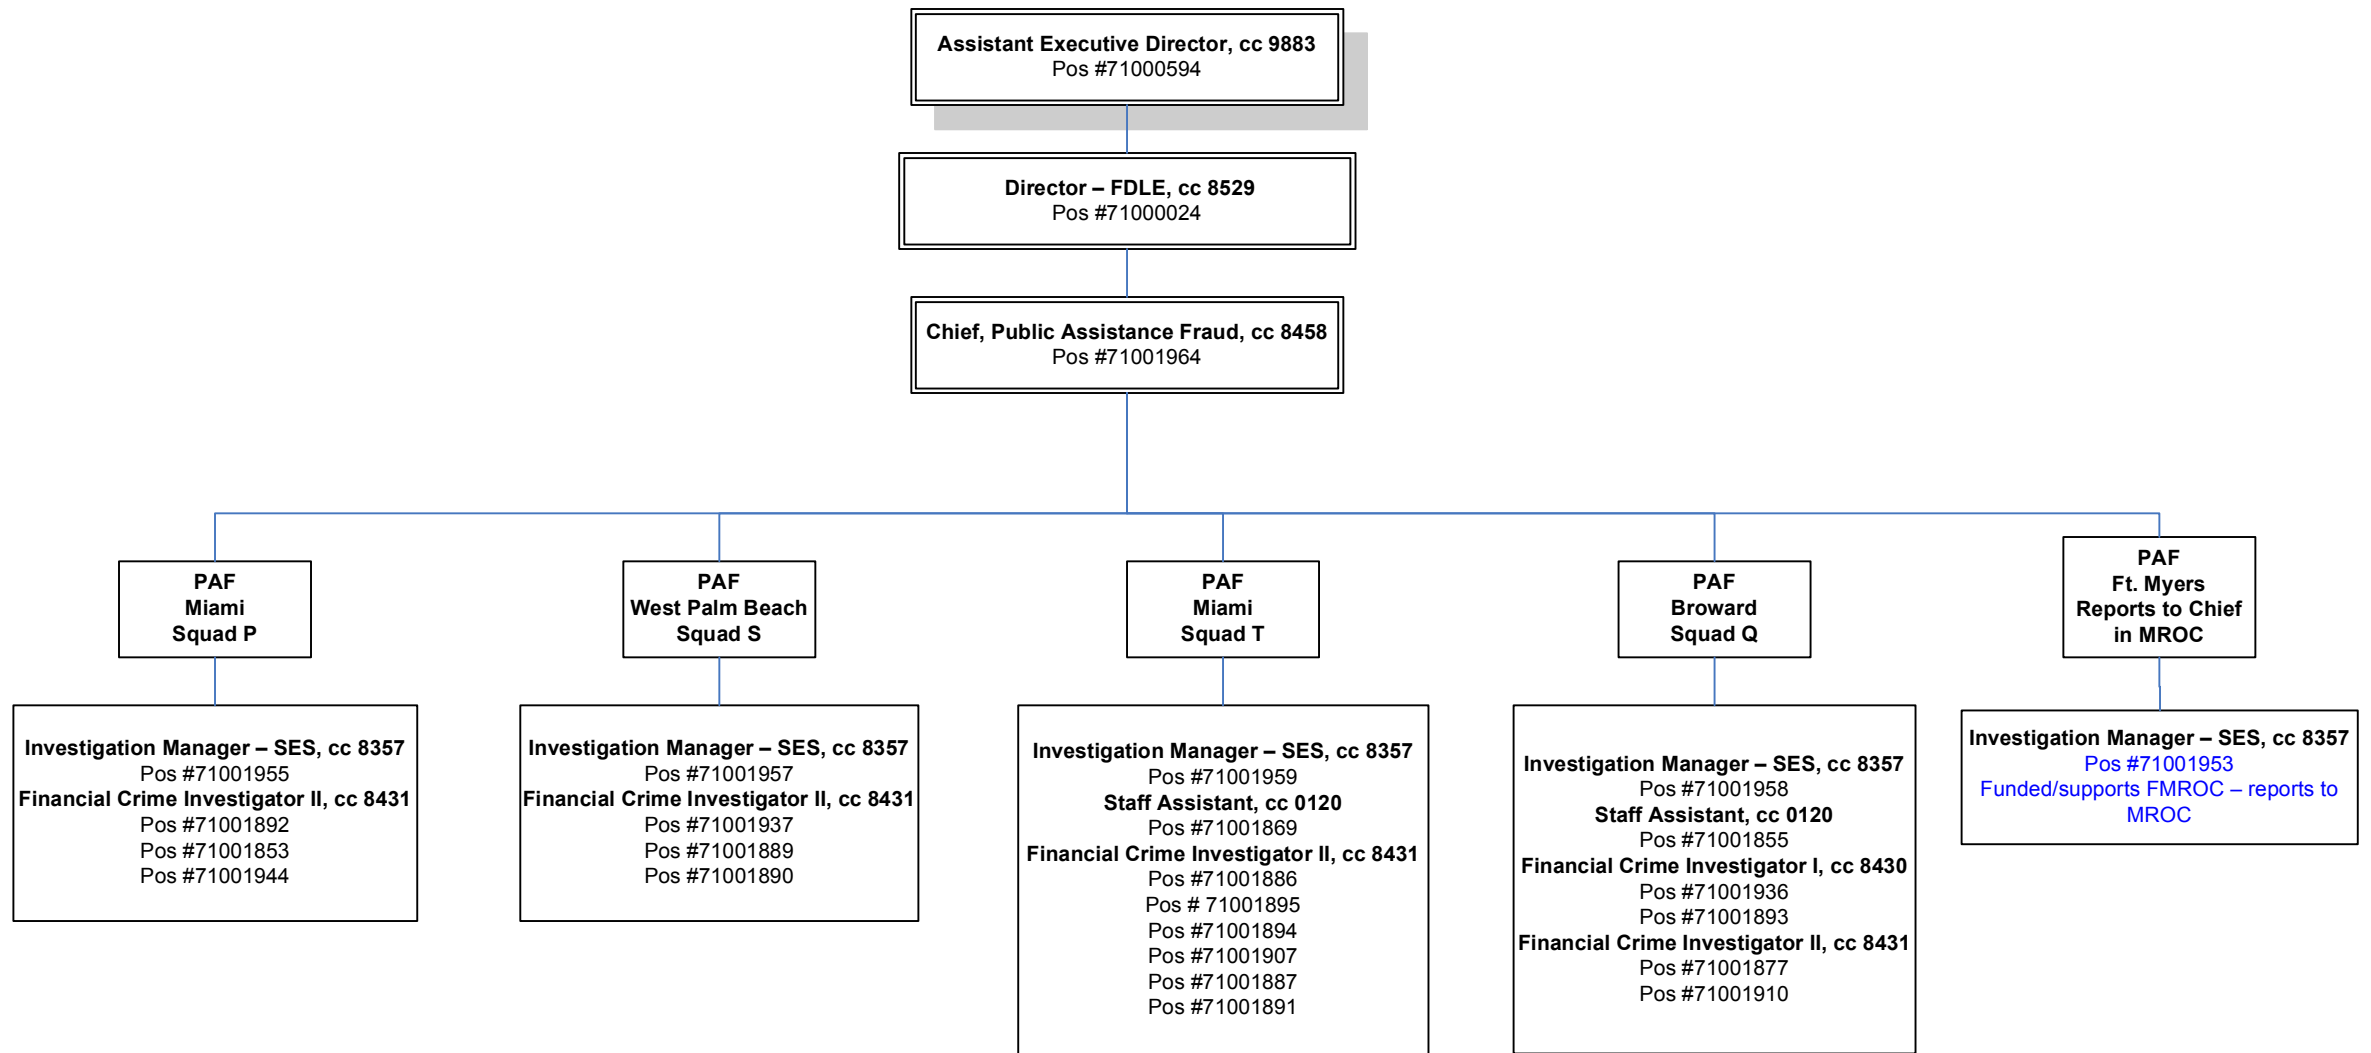 Assistant Executive Director, cc 9883
Pos #71000594
Director – FDLE, cc 8529
Pos #71000024
Chief, Public Assistance Fraud, cc 8458
Pos #71001964
PAF
Miami
Squad P
PAF
West Palm Beach
Squad S
PAF
Miami
Squad T
PAF
Broward
Squad Q
PAF
Ft. Myers
Reports to Chief
in MROC
Investigation Manager – SES, cc 8357
Pos #71001955
Financial Crime Investigator II, cc 8431
Pos #71001892
Pos #71001853
Pos #71001944
Investigation Manager – SES, cc 8357
Pos #71001957
Financial Crime Investigator II, cc 8431
Pos #71001937
Pos #71001889
Pos #71001890
Investigation Manager – SES, cc 8357
Pos #71001959
Staff Assistant, cc 0120
Pos #71001869
Financial Crime Investigator II, cc 8431
Pos #71001886
Pos # 71001895
Pos #71001894
Pos #71001907
Pos #71001887
Pos #71001891
Investigation Manager – SES, cc 8357
Pos #71001958
Staff Assistant, cc 0120
Pos #71001855
Financial Crime Investigator I, cc 8430
Pos #71001936
Pos #71001893
Financial Crime Investigator II, cc 8431
Pos #71001877
Pos #71001910
Investigation Manager – SES, cc 8357
Pos #71001953
Funded/supports FMROC – reports to
MROC